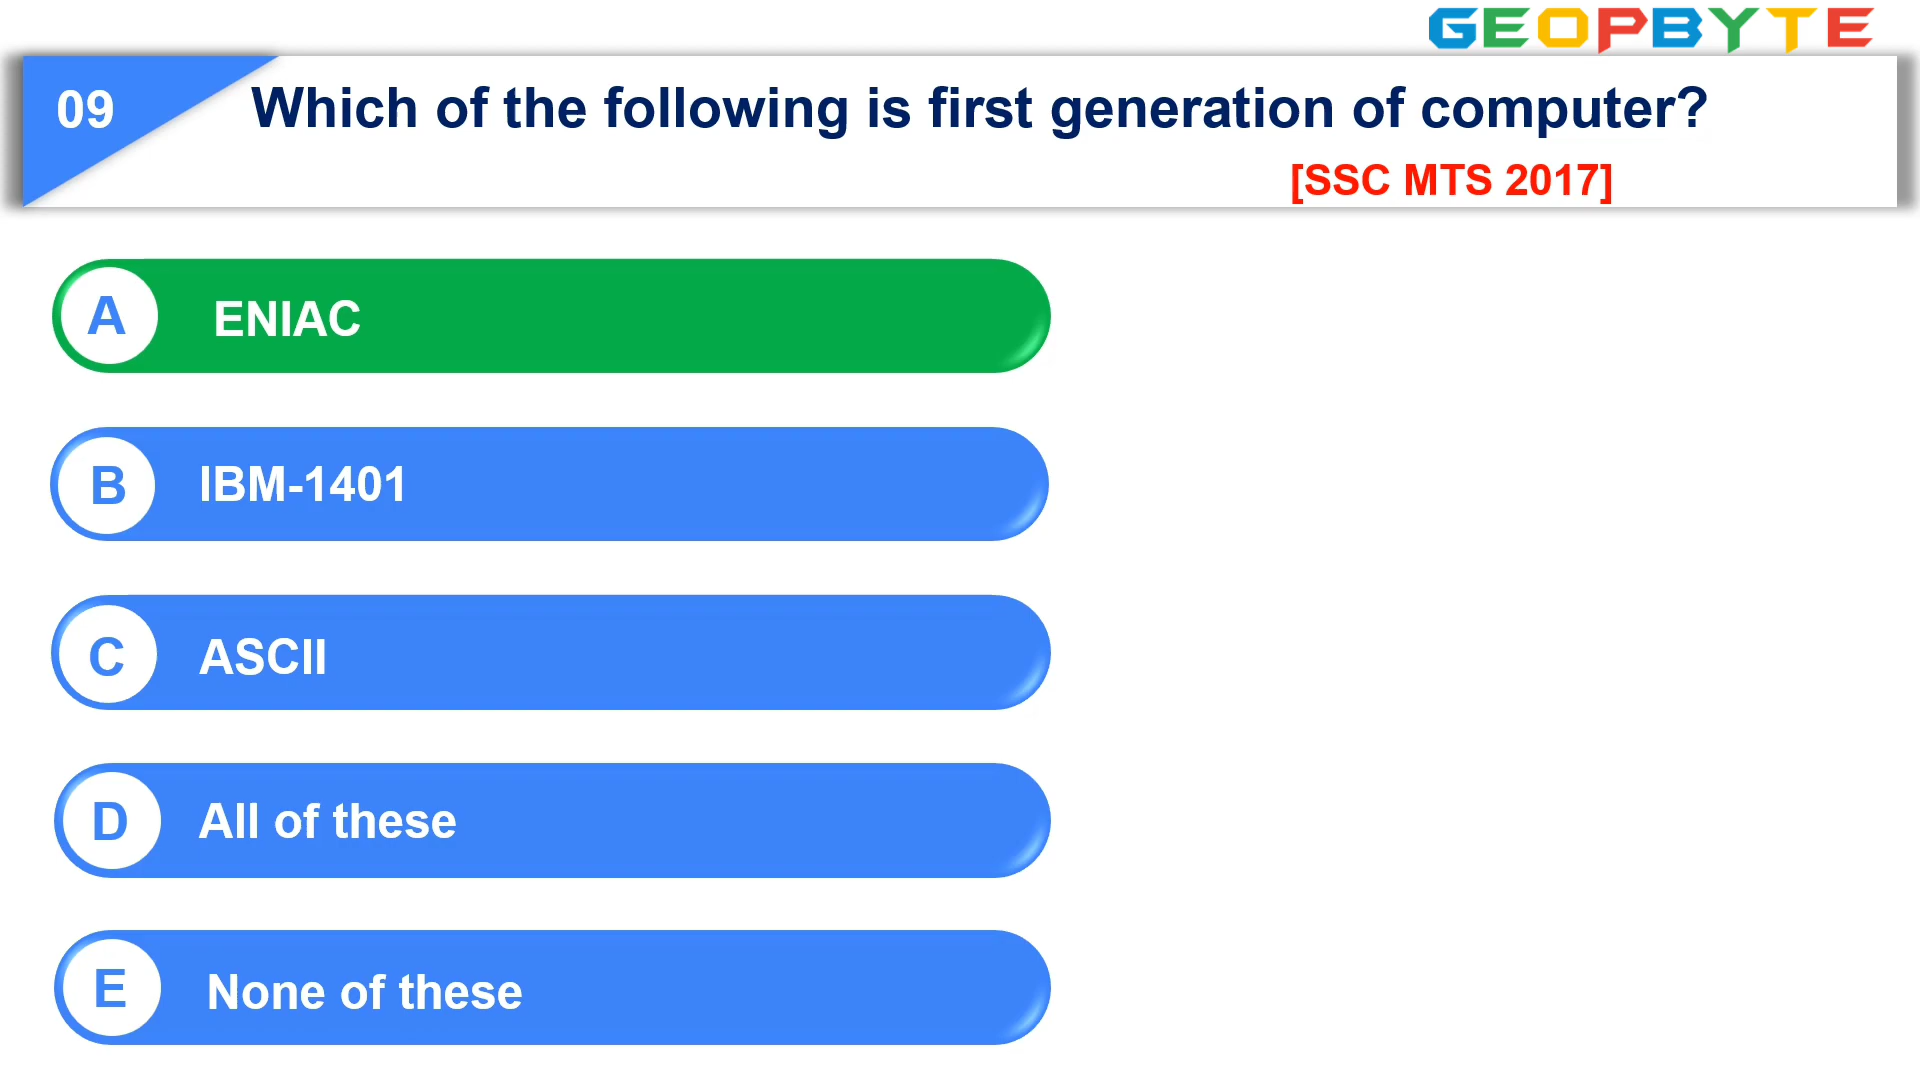 GEOPBYTE
09
Which of the following is first generation of computer?
[SSC MTS 2017]
A ENIAC
B IBM-1401
C ASCII
D All of these
E None of these